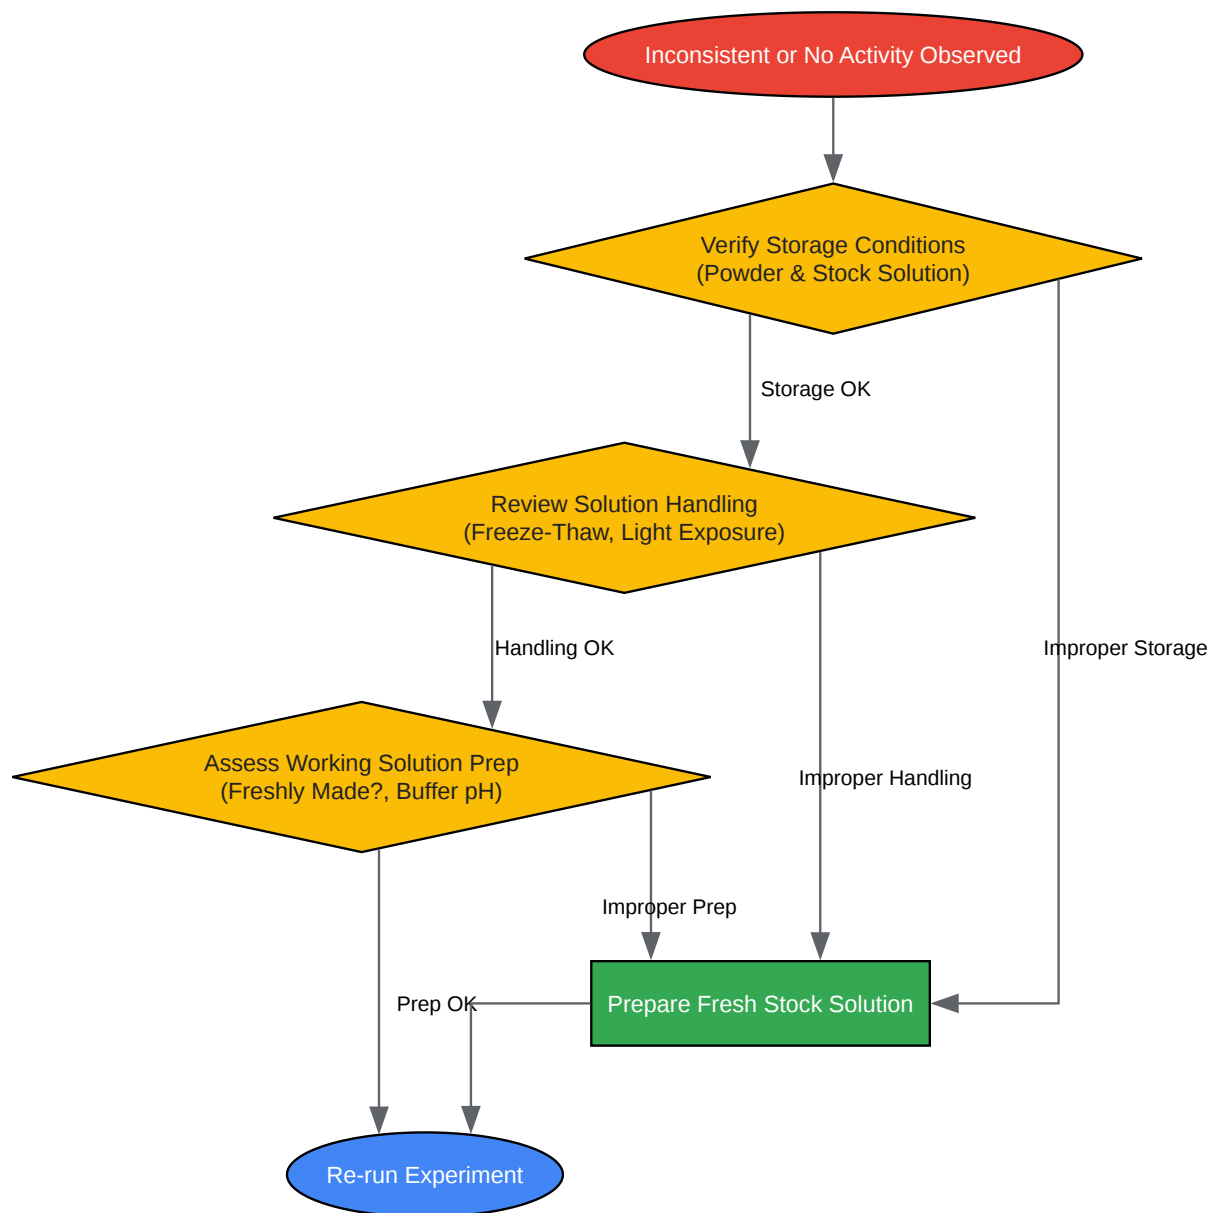 Inconsistent or No Activity Observed
Verify Storage Conditions
(Powder & Stock Solution)
Storage OK
Review Solution Handling
(Freeze-Thaw, Light Exposure)
Handling OK
Improper Storage
Assess Working Solution Prep
(Freshly Made?, Buffer pH)
Improper Handling
Improper Prep
Prep OK
Prepare Fresh Stock Solution
Re-run Experiment